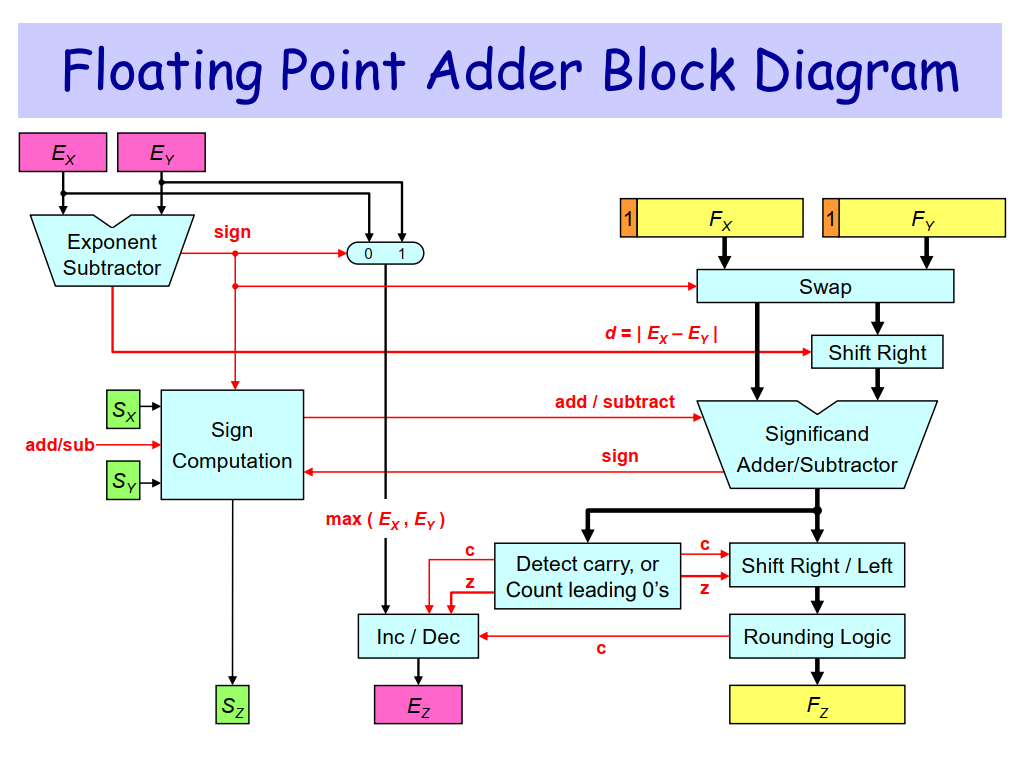 Floating Point Adder Block Diagram
E_X
E_Y
1
F_X
1
F_Y
Exponent
Subtractor
sign
0 1
Swap
d = | E_X – E_Y |
Shift Right
S_X
add/sub
S_Y
Sign
Computation
add / subtract
sign
Significand
Adder/Subtractor
max ( E_X , E_Y )
c
z
Detect carry, or
Count leading 0’s
c
z
Shift Right / Left
Inc / Dec
c
Rounding Logic
S_Z
E_Z
F_Z